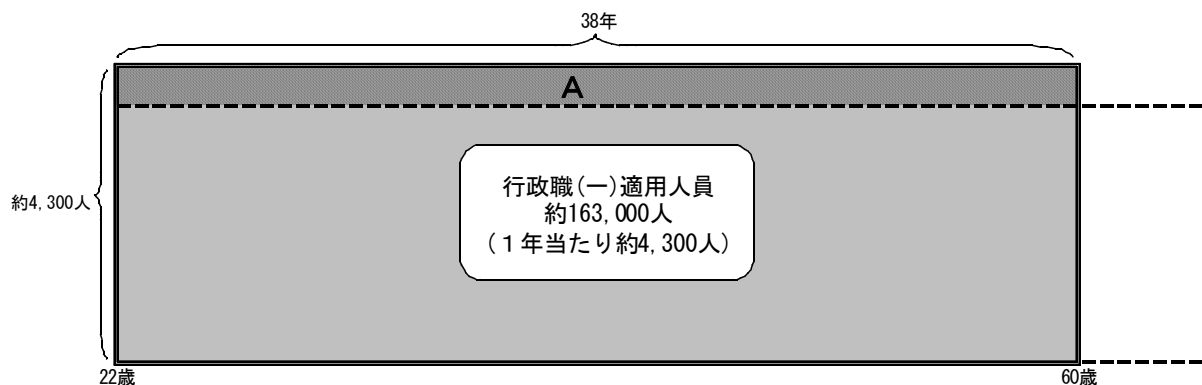 38年
A
約4,300人
行政職(一)適用人員
約163,000人
(1年当たり約4,300人)
22歳
60歳